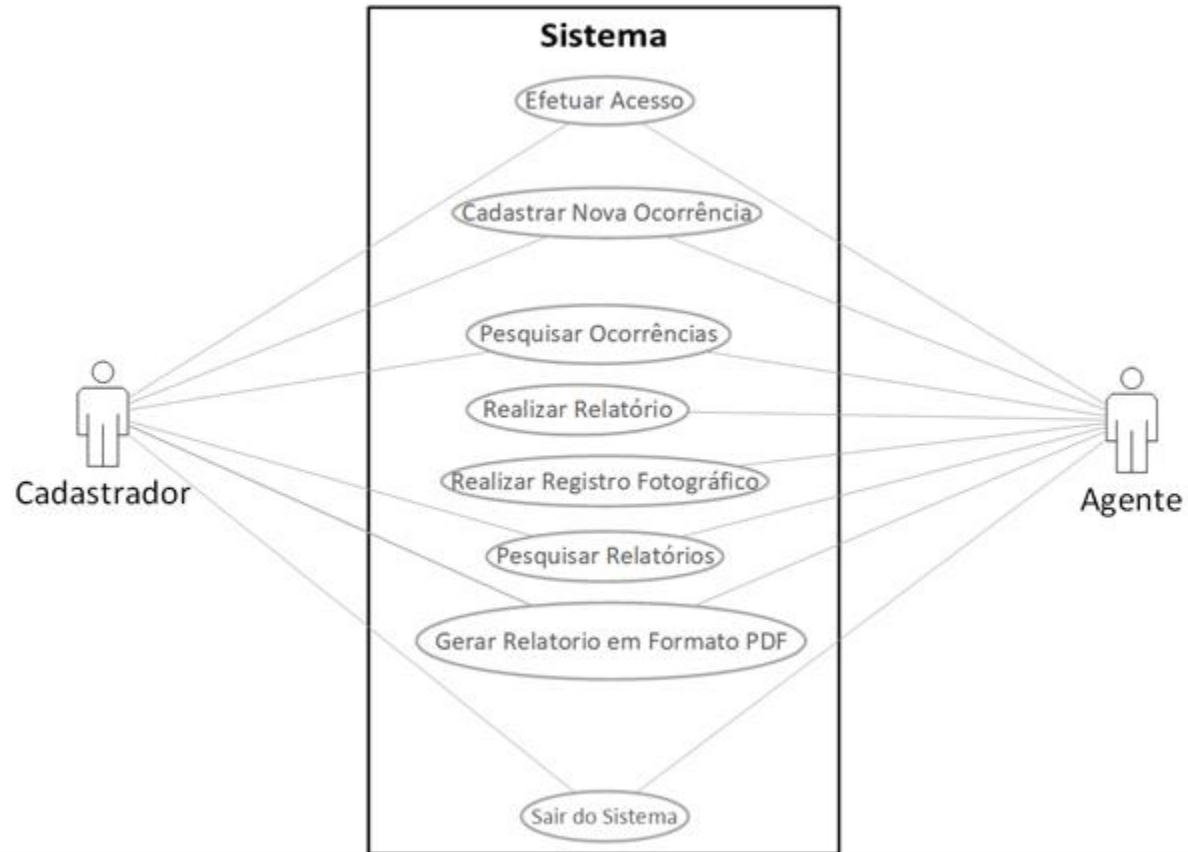 Sistema
Efetuar Acesso
Cadastrar Nova Ocorrência
Pesquisar Ocorrências
Realizar Relatório
Realizar Registro Fotográfico
Cadastrador
Agente
Pesquisar Relatórios
Gerar Relatorio em Formato PDF
Sair do Sistema